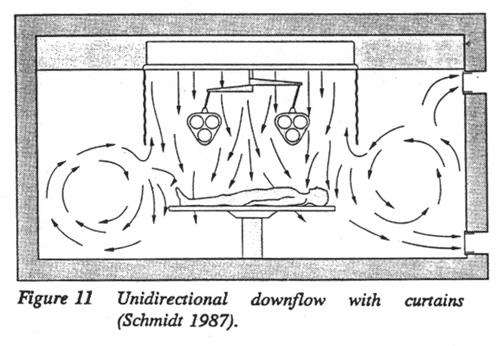 Figure 11 Unidirectional downflow with curtains
(Schmidt 1987).